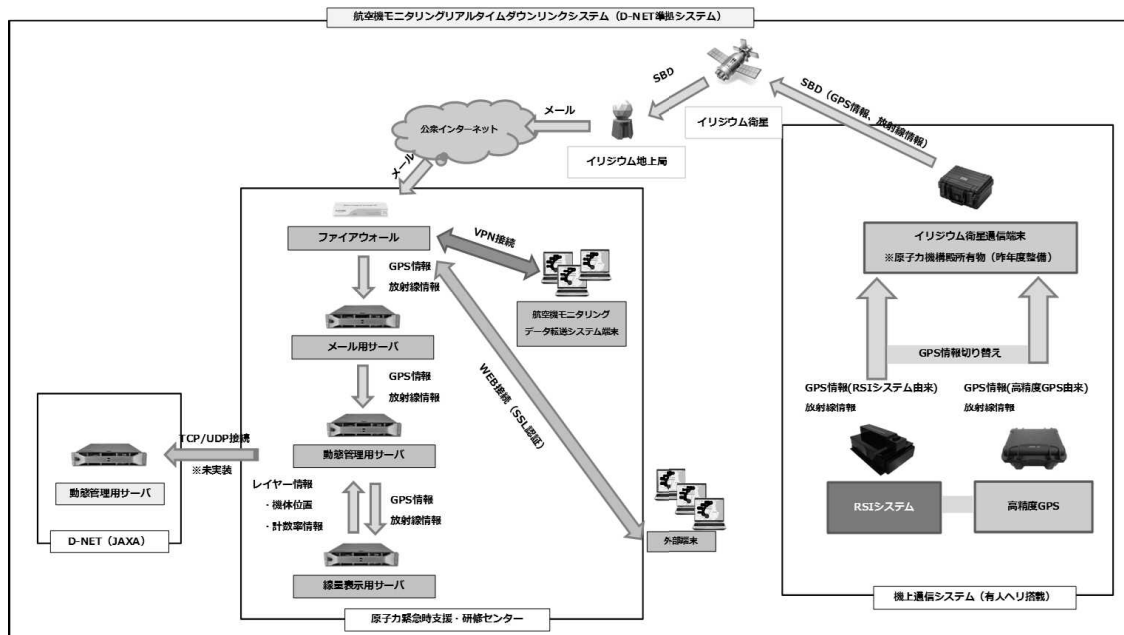 航空機モニタリングリアルタイムダウンリンクシステム（D-NET準拠システム）
SBD
SBD（GPS情報、放射線情報）
イリジウム衛星
メール
公衆インターネット
イリジウム地上局
メール
ファイアウォール
VPN接続
GPS情報
放射線情報
航空機モニタリング
データ転送システム端末
メール用サーバ
GPS情報
放射線情報
WEB接続（SSL認証）
動態管理用サーバ
TCP/UDP接続
※未実装
動態管理用サーバ
D-NET（JAXA）
レイヤー情報
・機体位置
・計数率情報
GPS情報
放射線情報
線量表示用サーバ
外部端末
原子力緊急時支援・研修センター
イリジウム衛星通信端末
※原子力機構殿所有物（昨年度整備）
GPS情報切り替え
GPS情報(RSIシステム由来)
放射線情報
GPS情報(高精度GPS由来)
放射線情報
RSIシステム
高精度GPS
機上通信システム（有人ヘリ搭載）